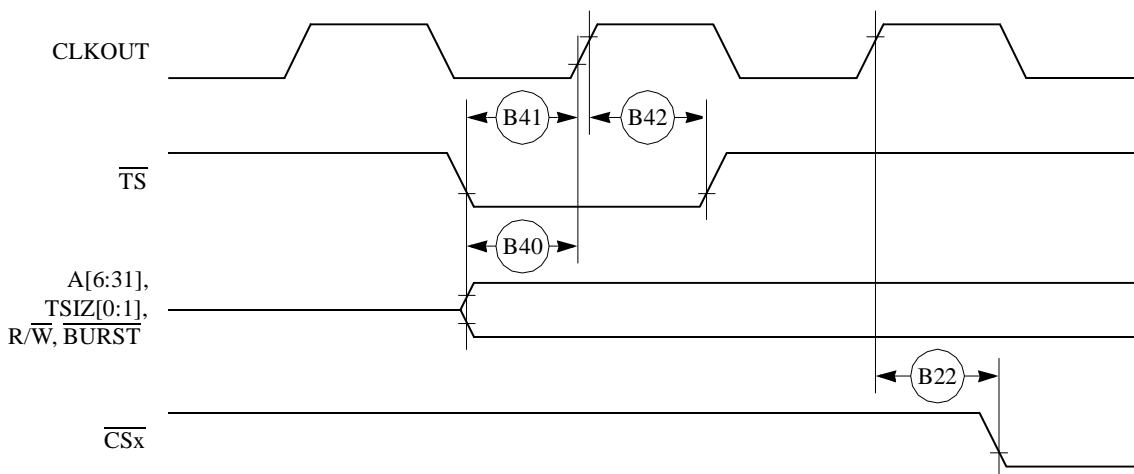 CLKOUT
B41
B42
TS
B40
A[6:31],
TSIZ[0:1],
R/W, BURST
B22
CSx